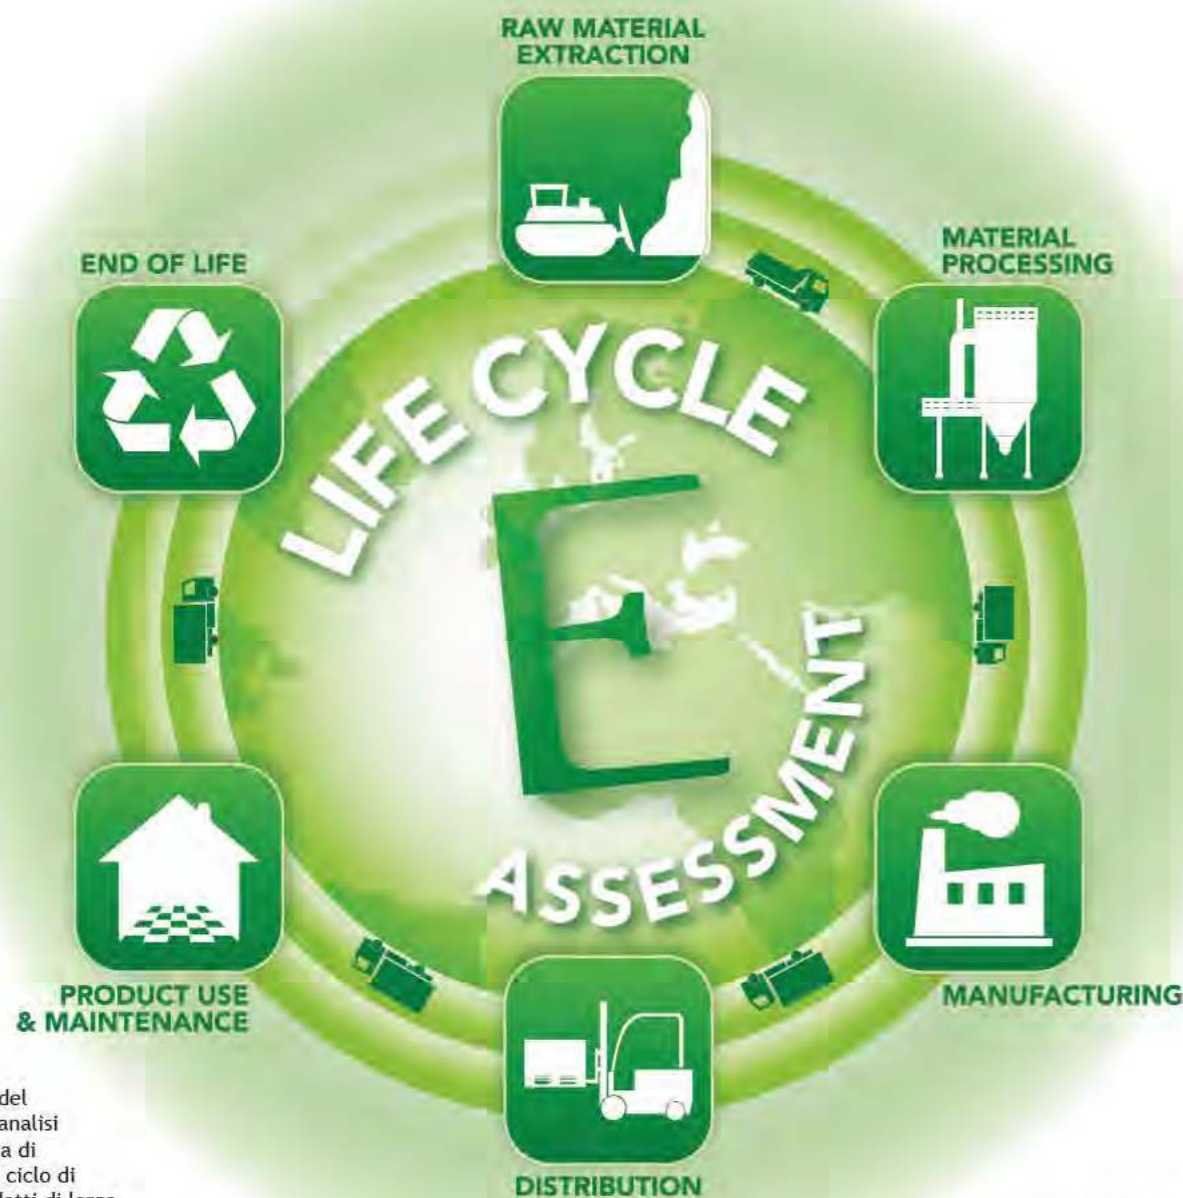 RAW MATERIAL
EXTRACTION
MATERIAL
PROCESSING
END OF LIFE
LIFE CYCLE
E
ASSESSMENT
PRODUCT USE
& MAINTENANCE
MANUFACTURING
DISTRIBUTION
del
analisi
a di
ciclo di